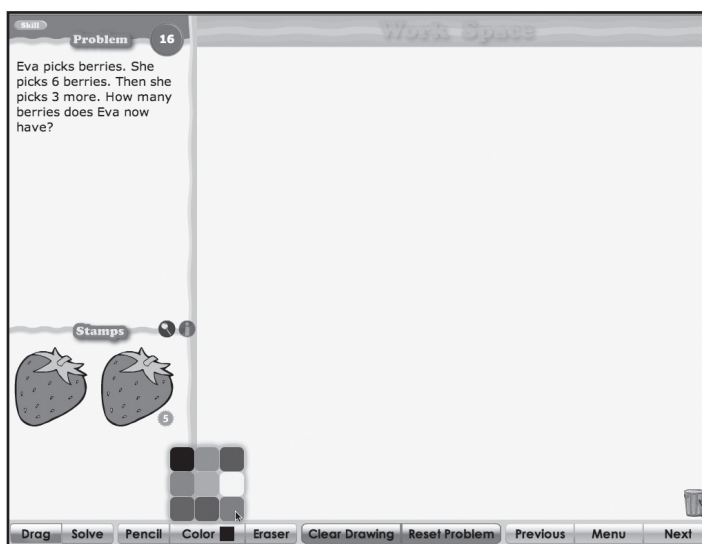 Skill
Problem 16
Work Space
Eva picks berries. She
picks 6 berries. Then she
picks 3 more. How many
berries does Eva now
have?
Stamps
5
Drag Solve Pencil Color Eraser Clear Drawing Reset Problem Previous Menu Next